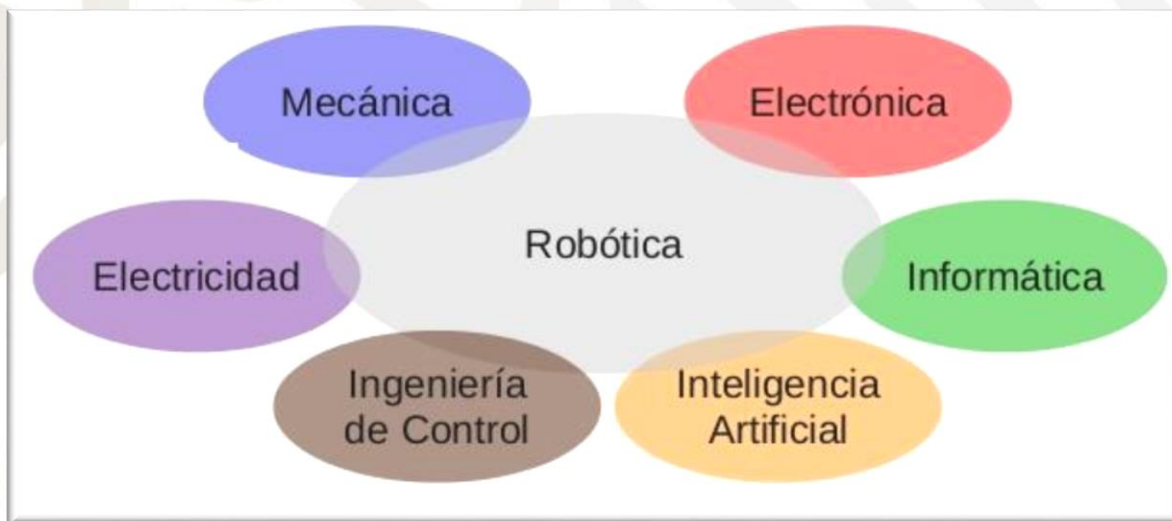 Mecánica
Electrónica
Robótica
Electricidad
Informática
Ingeniería
de Control
Inteligencia
Artificial